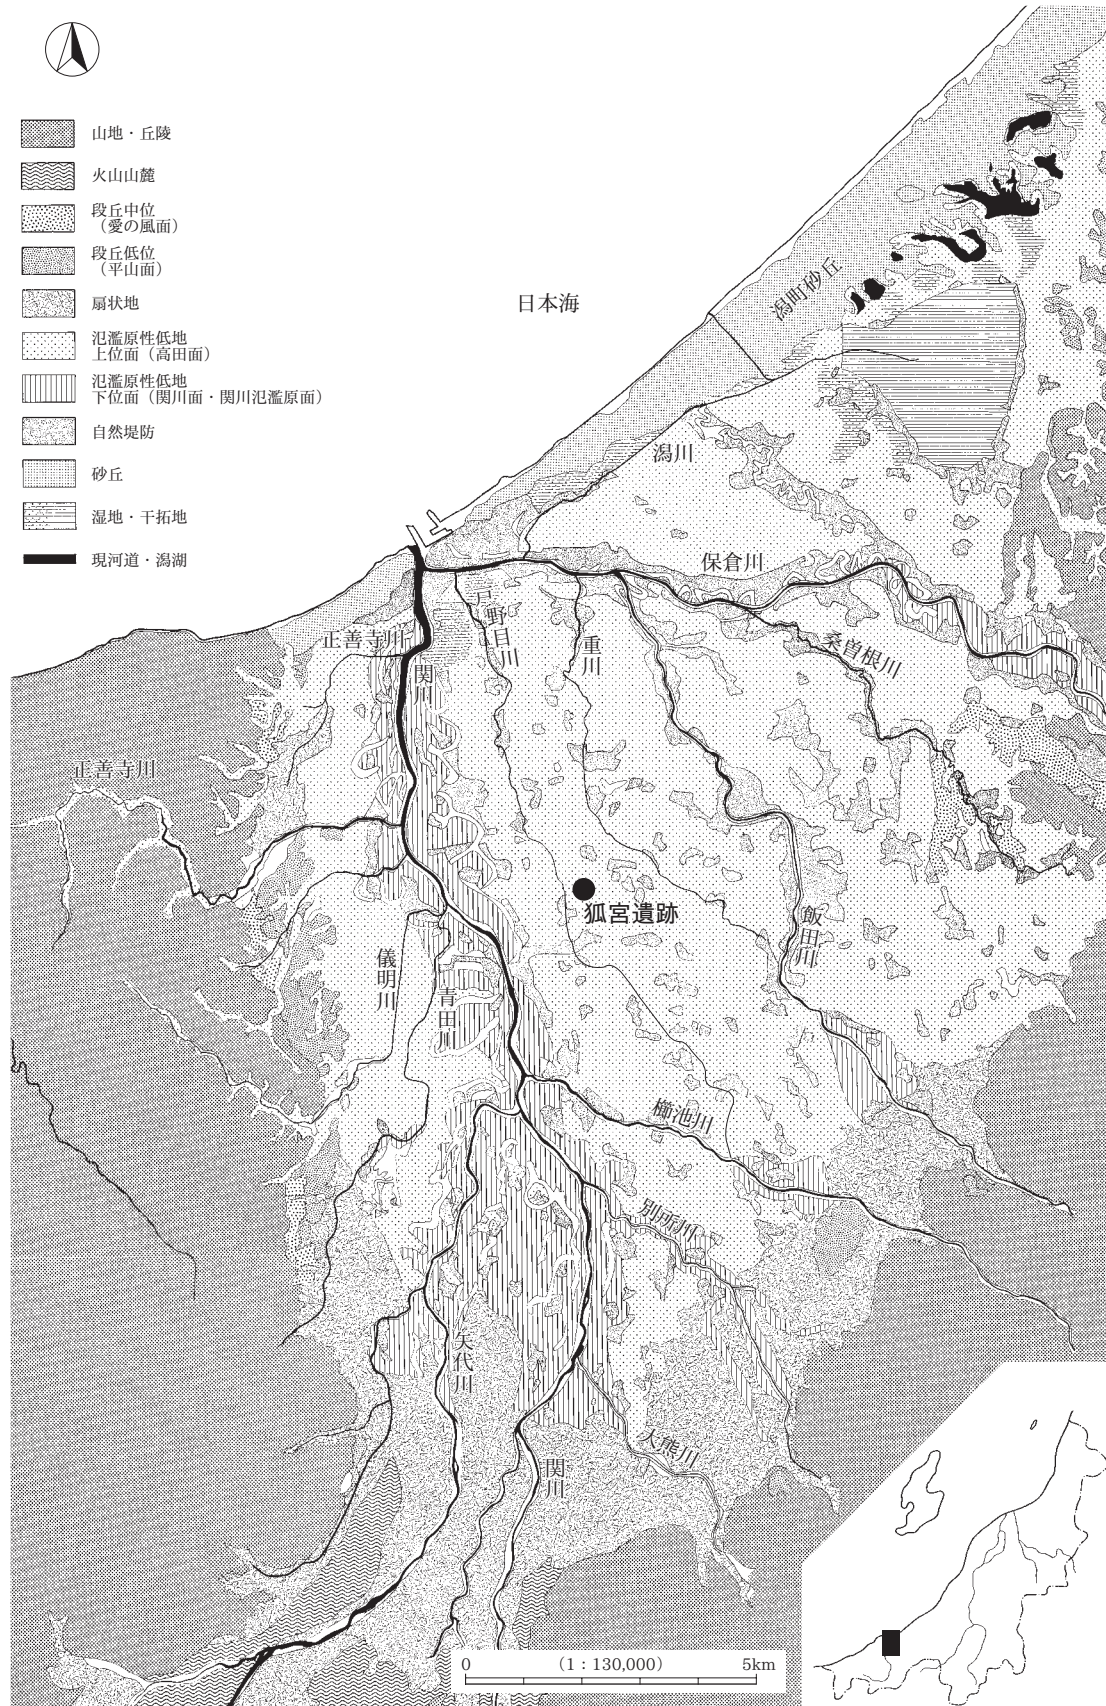 山地・丘陵
火山山麓
段丘中位
（愛の風面）
段丘低位
（平山面）
扇状地
氾濫原性低地
上位面（高田面）
氾濫原性低地
下位面（関川面・関川氾濫原面）
自然堤防
砂丘
湿地・干拓地
現河道・潟湖
日本海
潟町砂丘
潟川
保倉川
戸野目川
重川
桑曽根川
正善寺川
関川
正善寺川
狐宮遺跡
飯田川
儀明川
青田川
櫛池川
別所川
矢代川
大熊川
関川
0 （1：130,000） 5km